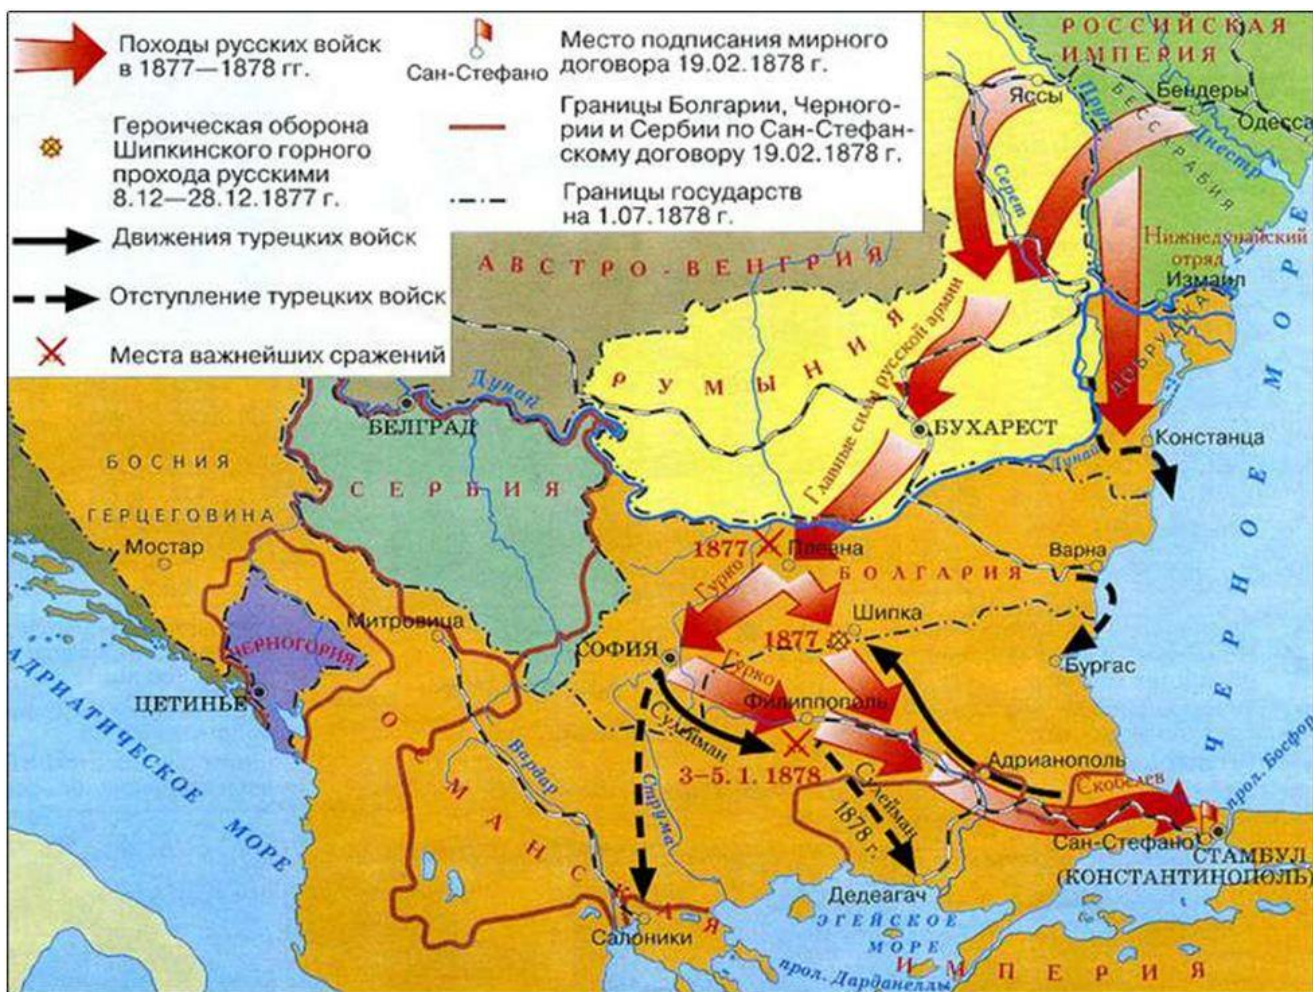 Походы русских войск
в 1877—1878 гг.
Героическая оборона
Шипкинского горного
прохода русскими
8.12—28.12.1877 г.
Движения турецких войск
Отступление турецких войск
Места важнейших сражений
Сан-Стефано
Место подписания мирного
договора 19.02.1878 г.
Границы Болгарии, Черного-
рии и Сербии по Сан-Стефан-
скому договору 19.02.1878 г.
Границы государств
на 1.07.1878 г.
РОССИЙСКАЯ
ИМПЕРИЯ
Яссы
Прут
Бендеры
Одесса
БЕССАРАБИЯ
Днестр
Серет
Нижнедунайский
отряд
Измаил
АВСТРО-ВЕНГРИЯ
ДОБРУДЖА
РУМЫНИЯ
Главные силы русской армии
Дунай
БЕЛГРАД
БУХАРЕСТ
Констанца
Дунай
БОСНИЯ
ГЕРЦЕГОВИНА
СЕРБИЯ
Мостар
1877
Плевна
Варна
Гурко
БОЛГАРИЯ
ЧЕРНОЕ МОРЕ
Митровица
Шипка
1877
ЧЕРНОГОРИЯ
СОФИЯ
Бургас
Гурко
ЦЕТИНЬЕ
Филиппополь
АДРИАТИЧЕСКОЕ
МОРЕ
Сулейман
3–5.1.1878
Адрианополь
Скобелев
прол. Босфор
Вардар
Струма
Сулейман
1878 г.
Сан-Стефано
СТАМБУЛ
(КОНСТАНТИНОПОЛЬ)
Дедеагач
ОСМАНСКАЯ
Салоники
ЭГЕЙСКОЕ
МОРЕ
прол. Дарданеллы
ИМПЕРИЯ